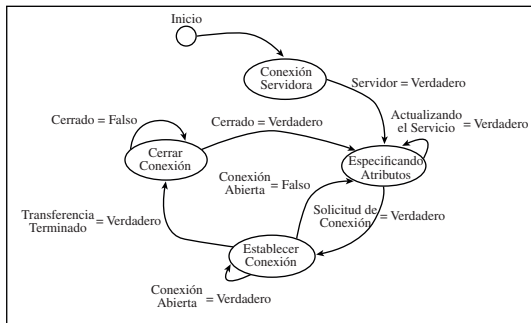 Inicio
Conexión
Servidora
Servidor = Verdadero
Actualizando
el Servicio = Verdadero
Cerrado = Falso
Cerrado = Verdadero
Cerrar
Conexión
Especificando
Atributos
Conexión
Abierta = Falso
Solicitud de
Conexión = Verdadero
Transferencia
Terminado = Verdadero
Establecer
Conexión
Conexión
Abierta = Verdadero